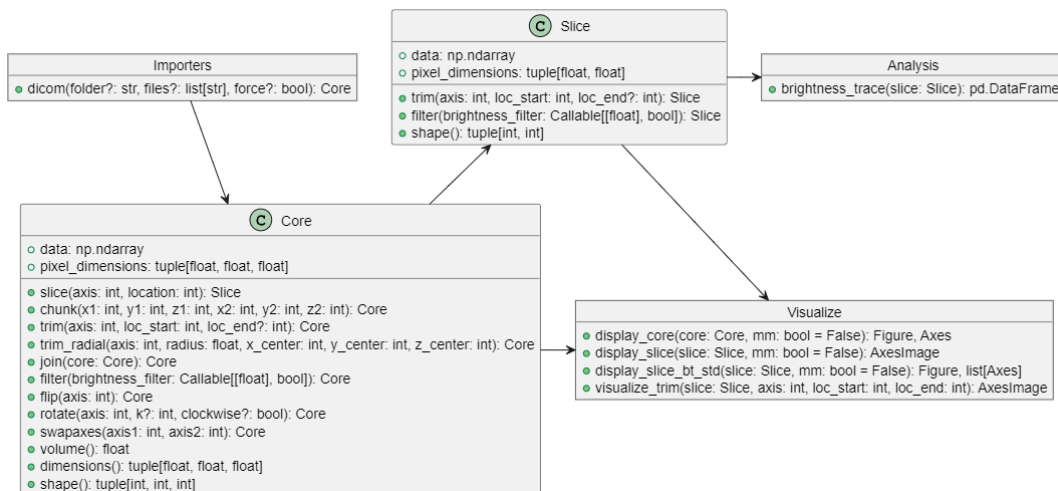 Importers
dicom(folder?: str, files?: list[str], force?: bool): Core
C Slice
data: np.ndarray
pixel_dimensions: tuple[float, float]
trim(axis: int, loc_start: int, loc_end?: int): Slice
filter(brightness_filter: Callable[[float], bool]): Slice
shape(): tuple[int, int]
Analysis
brightness_trace(slice: Slice): pd.DataFrame
C Core
data: np.ndarray
pixel_dimensions: tuple[float, float, float]
slice(axis: int, location: int): Slice
chunk(x1: int, y1: int, z1: int, x2: int, y2: int, z2: int): Core
trim(axis: int, loc_start: int, loc_end?: int): Core
trim_radial(axis: int, radius: float, x_center: int, y_center: int, z_center: int): Core
join(core: Core): Core
filter(brightness_filter: Callable[[float], bool]): Core
flip(axis: int): Core
rotate(axis: int, k?: int, clockwise?: bool): Core
swapaxes(axis1: int, axis2: int): Core
volume(): float
dimensions(): tuple[float, float, float]
shape(): tuple[int, int, int]
Visualize
display_core(core: Core, mm: bool = False): Figure, Axes
display_slice(slice: Slice, mm: bool = False): AxesImage
display_slice_bt_std(slice: Slice, mm: bool = False): Figure, list[Axes]
visualize_trim(slice: Slice, axis: int, loc_start: int, loc_end: int): AxesImage